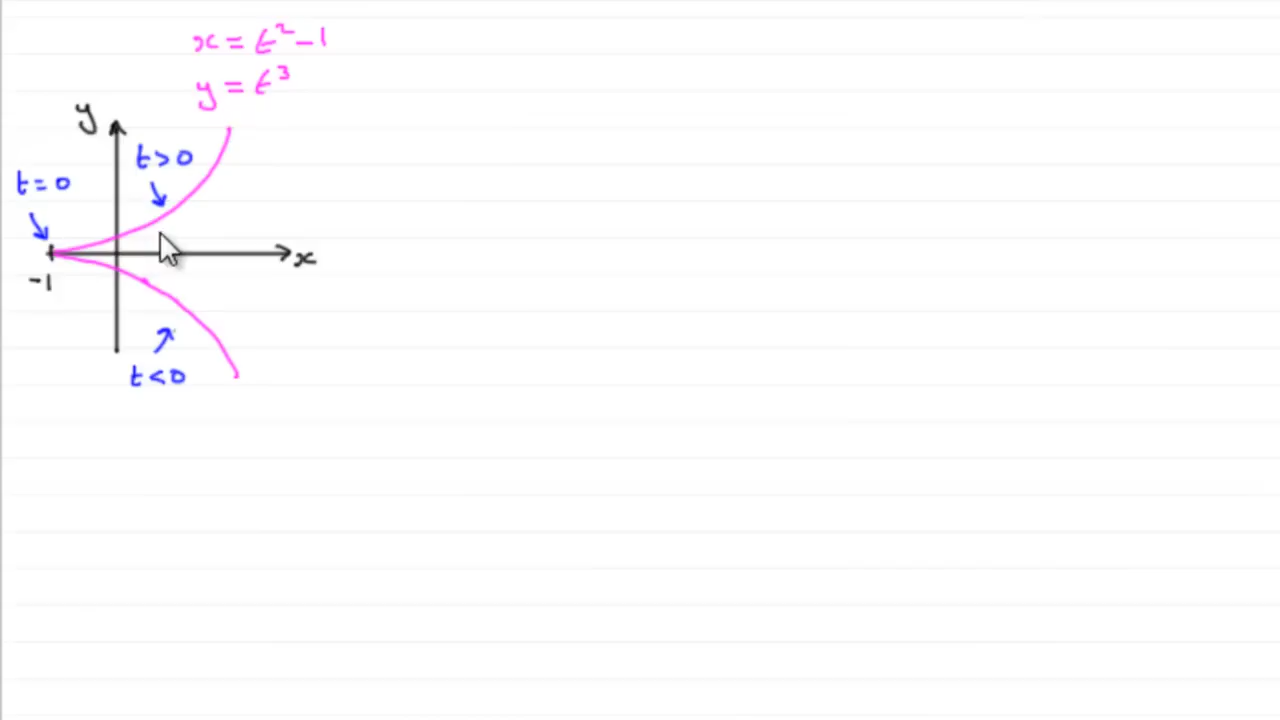 x = t² - 1
y = t³
y
t > 0
t = 0
x
-1
t < 0